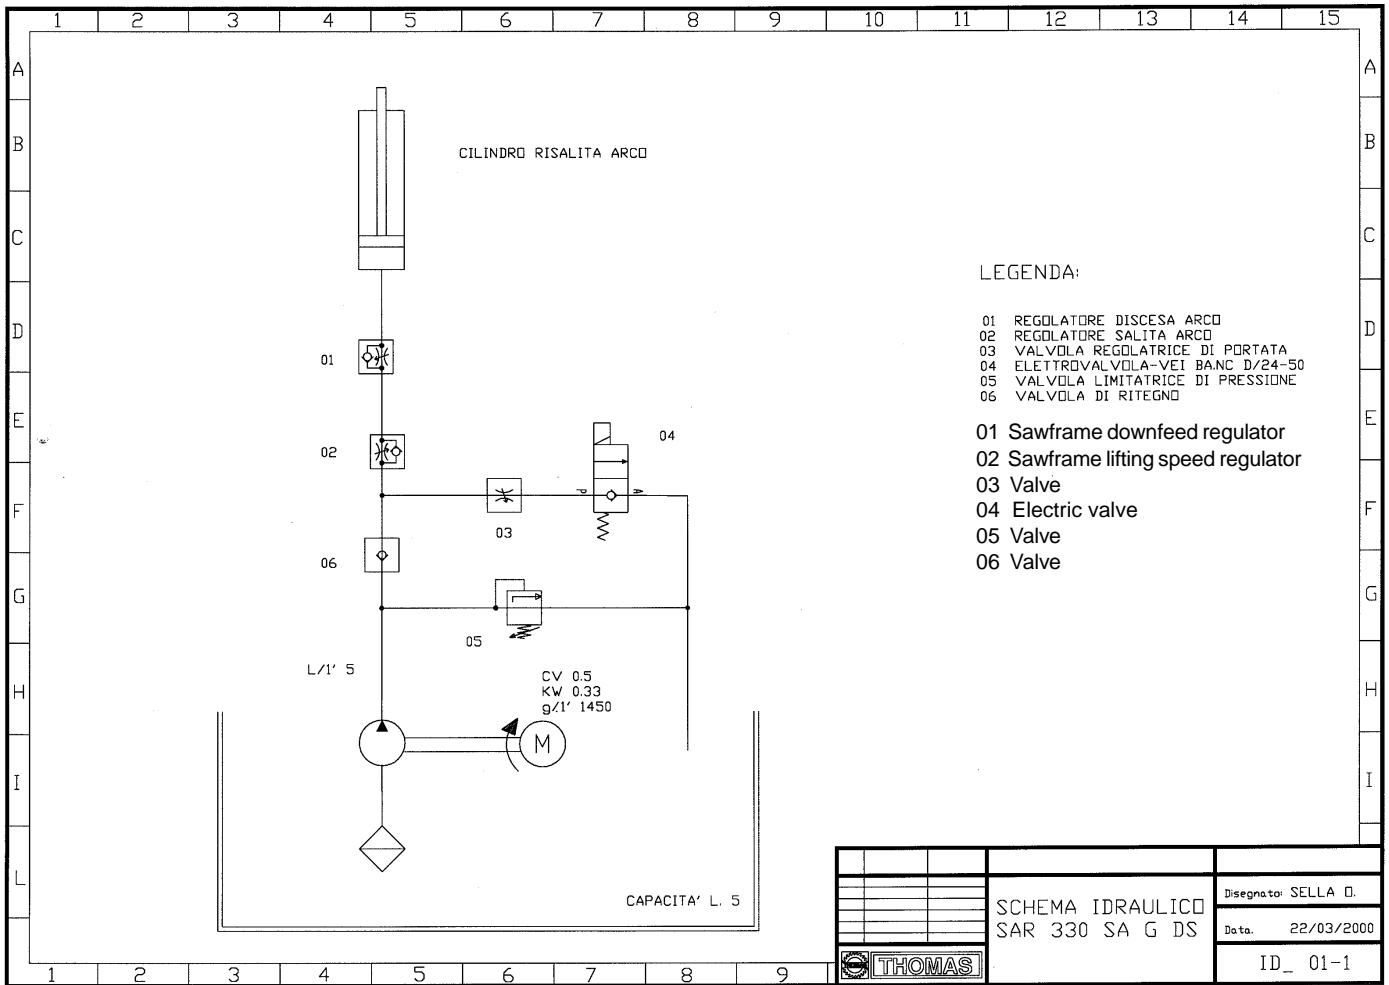 1 2 3 4 5 6 7 8 9 10 11 12 13 14 15
A A
B B
CILINDRO RISALITA ARCO
C C
LEGENDA:
D D
01 REGOLATORE DISCESA ARCO
02 REGOLATORE SALITA ARCO
03 VALVOLA REGOLATRICE DI PORTATA
04 ELETTROVALVOLA-VEI BA.NC D/24-50
05 VALVOLA LIMITATRICE DI PRESSIONE
06 VALVOLA DI RITEGNO
01
E E
01 Sawframe downfeed regulator
02 Sawframe lifting speed regulator
03 Valve
04 Electric valve
05 Valve
06 Valve
02
04
P A
F F
03
06
G G
05
L/1' 5
H H
CV 0.5
KW 0.33
g/1' 1450
M
I I
L
CAPACITA' L. 5
SCHEMA IDRAULICO
SAR 330 SA G DS
Disegnato: SELLA O.
Data. 22/03/2000
ID_ 01-1
THOMAS
1 2 3 4 5 6 7 8 9